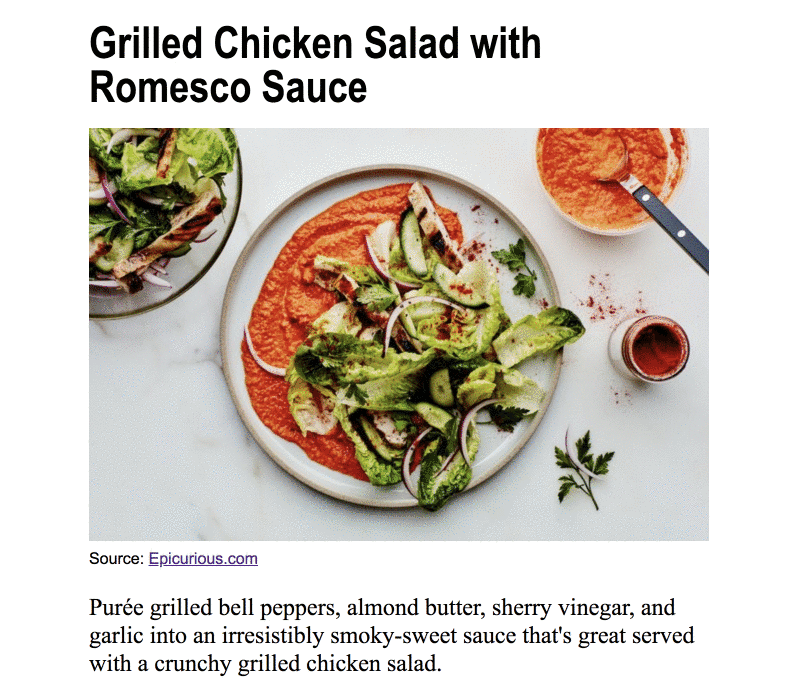 Grilled Chicken Salad with
Romesco Sauce
Source: Epicurious.com
Purée grilled bell peppers, almond butter, sherry vinegar, and
garlic into an irresistibly smoky-sweet sauce that's great served
with a crunchy grilled chicken salad.